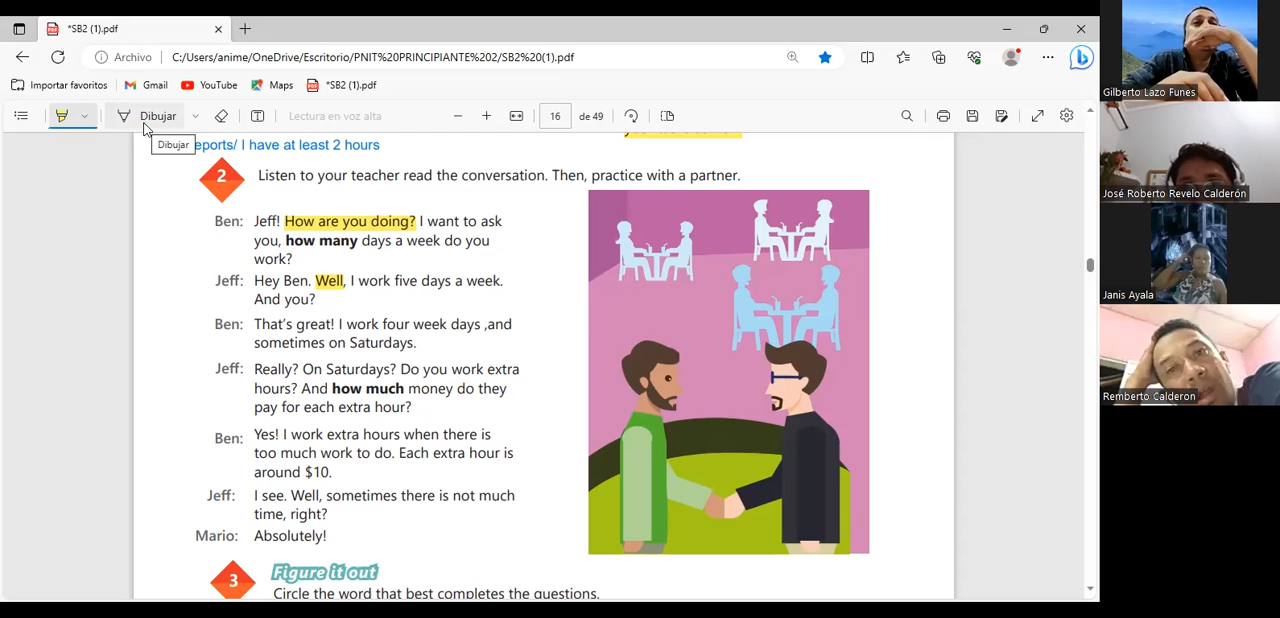 *SB2 (1).pdf
Archivo
C:/Users/anime/OneDrive/Escritorio/PNIT%20PRINCIPIANTE%202/SB2%20(1).pdf
Importar favoritos
Gmail
YouTube
Maps
*SB2 (1).pdf
Dibujar
Lectura en voz alta
16
de 49
Dibujar
eports/ I have at least 2 hours
2
Listen to your teacher read the conversation. Then, practice with a partner.
Ben: Jeff! How are you doing? I want to ask
you, how many days a week do you
work?
Jeff: Hey Ben. Well, I work five days a week.
And you?
Ben: That's great! I work four week days ,and
sometimes on Saturdays.
Jeff: Really? On Saturdays? Do you work extra
hours? And how much money do they
pay for each extra hour?
Ben: Yes! I work extra hours when there is
too much work to do. Each extra hour is
around $10.
Jeff: I see. Well, sometimes there is not much
time, right?
Mario: Absolutely!
3
Figure it out
Circle the word that best completes the questions.
Gilberto Lazo Funes
José Roberto Revelo Calderón
Janis Ayala
Remberto Calderon